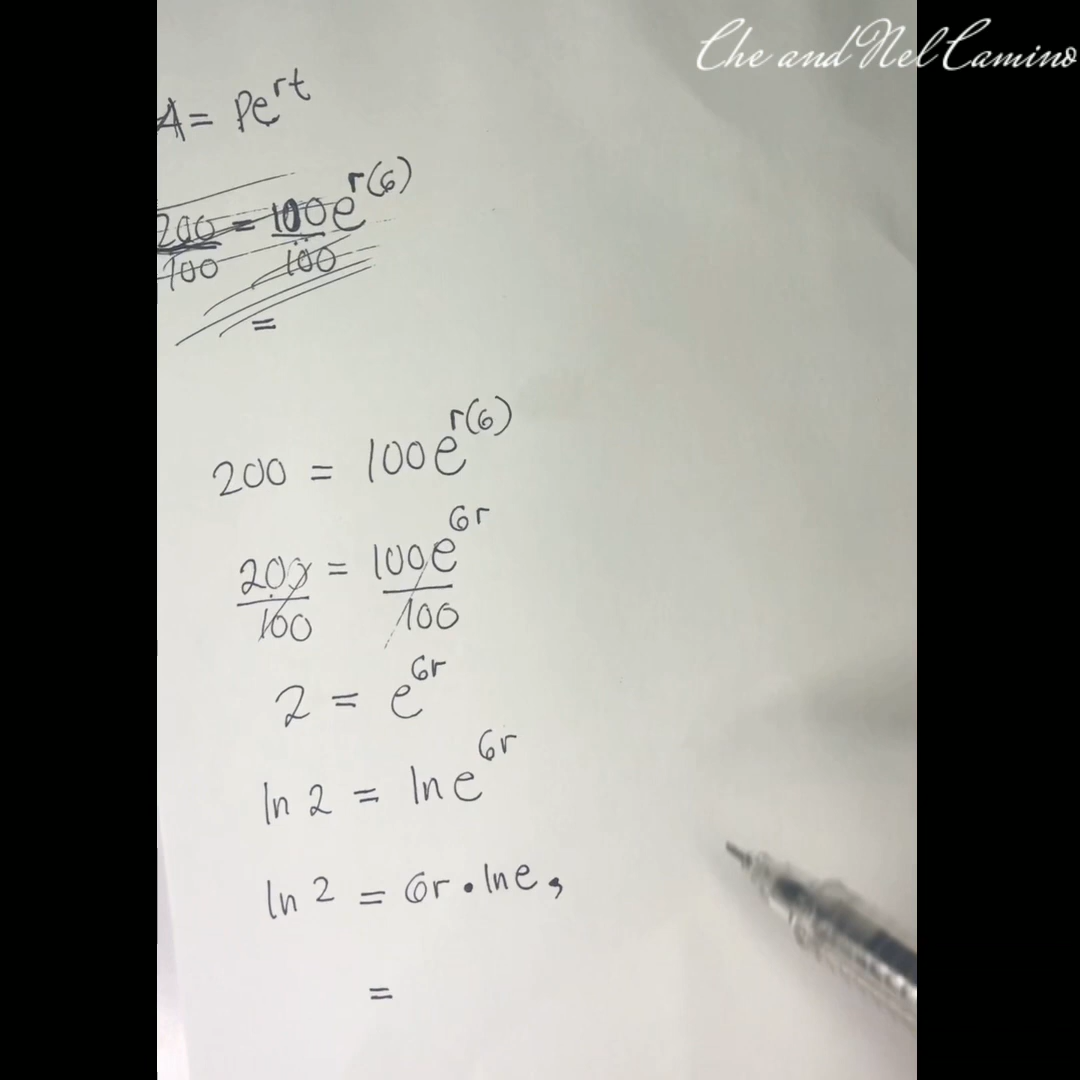 Che and Nel Camino
A = Pe^rt
200/100 = 100e^r(6)/100
=
200 = 100e^r(6)
200/100 = 100e^6r/100
2 = e^6r
ln 2 = ln e^6r
ln 2 = 6r · ln e,
=